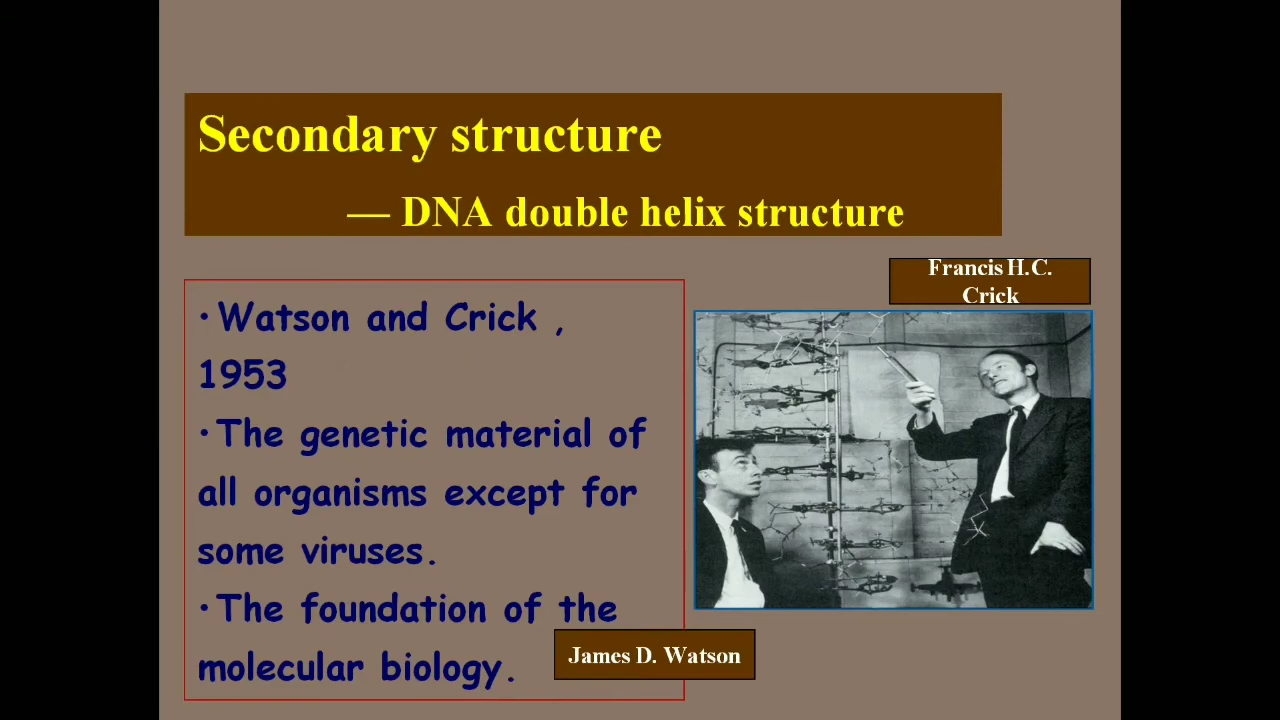 Secondary structure
— DNA double helix structure
Francis H.C.
Crick
•Watson and Crick ,
1953
•The genetic material of
all organisms except for
some viruses.
•The foundation of the
molecular biology.
James D. Watson